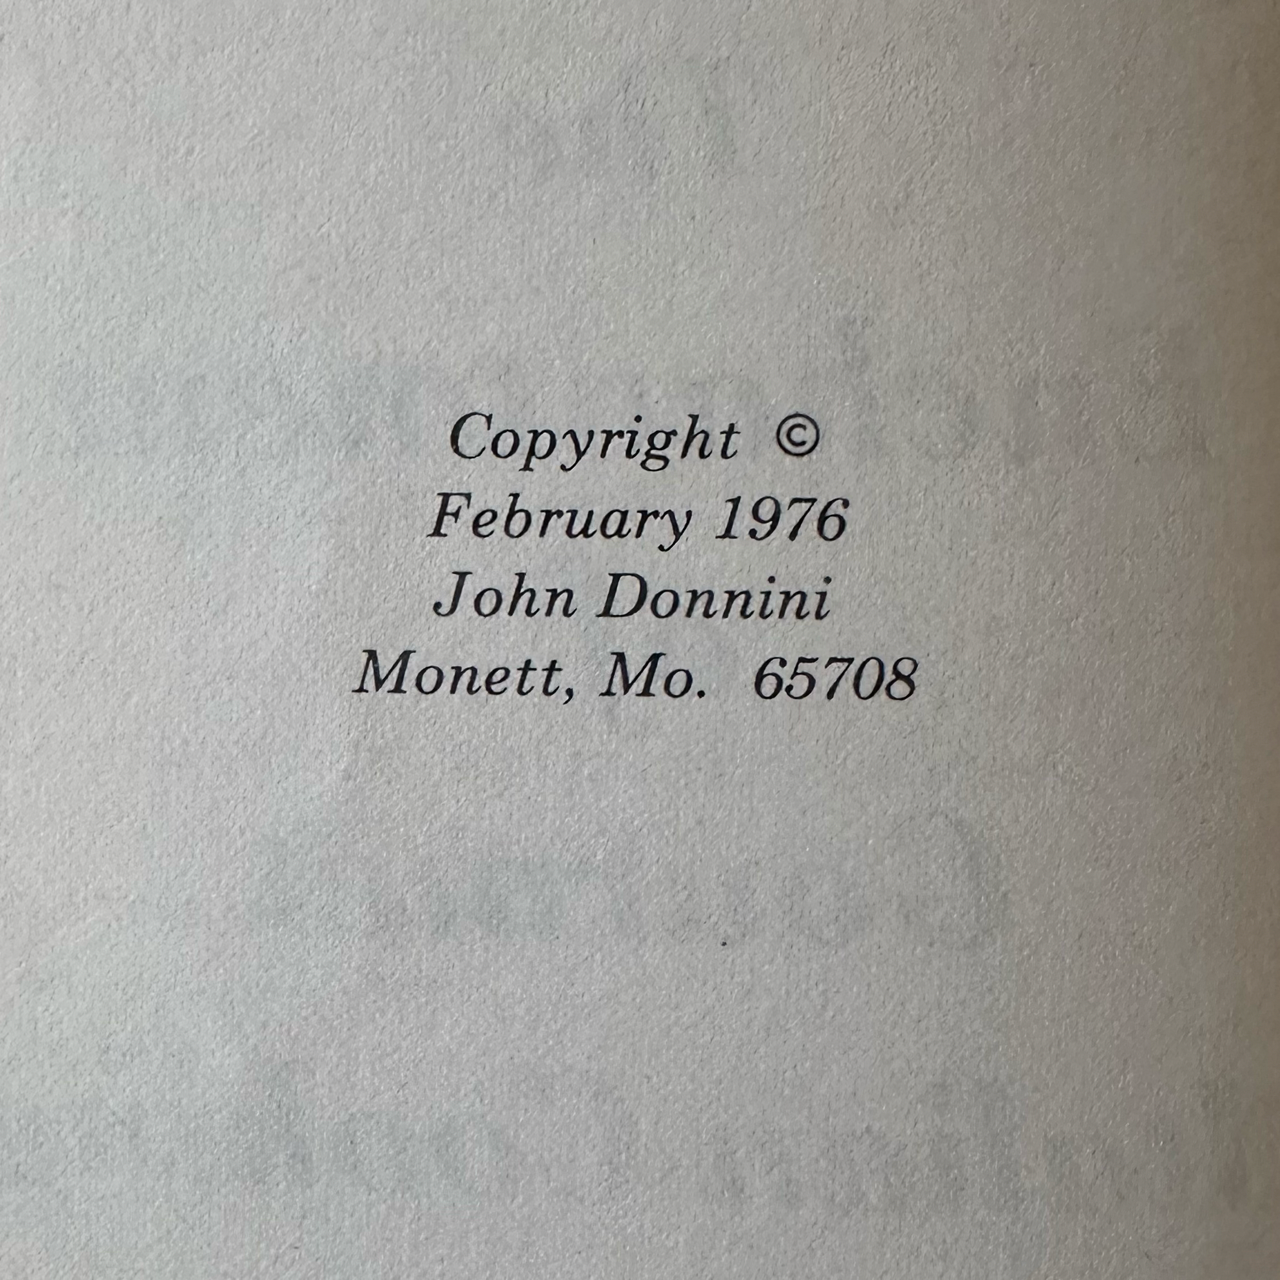 Copyright ©
February 1976
John Donnini
Monett, Mo. 65708